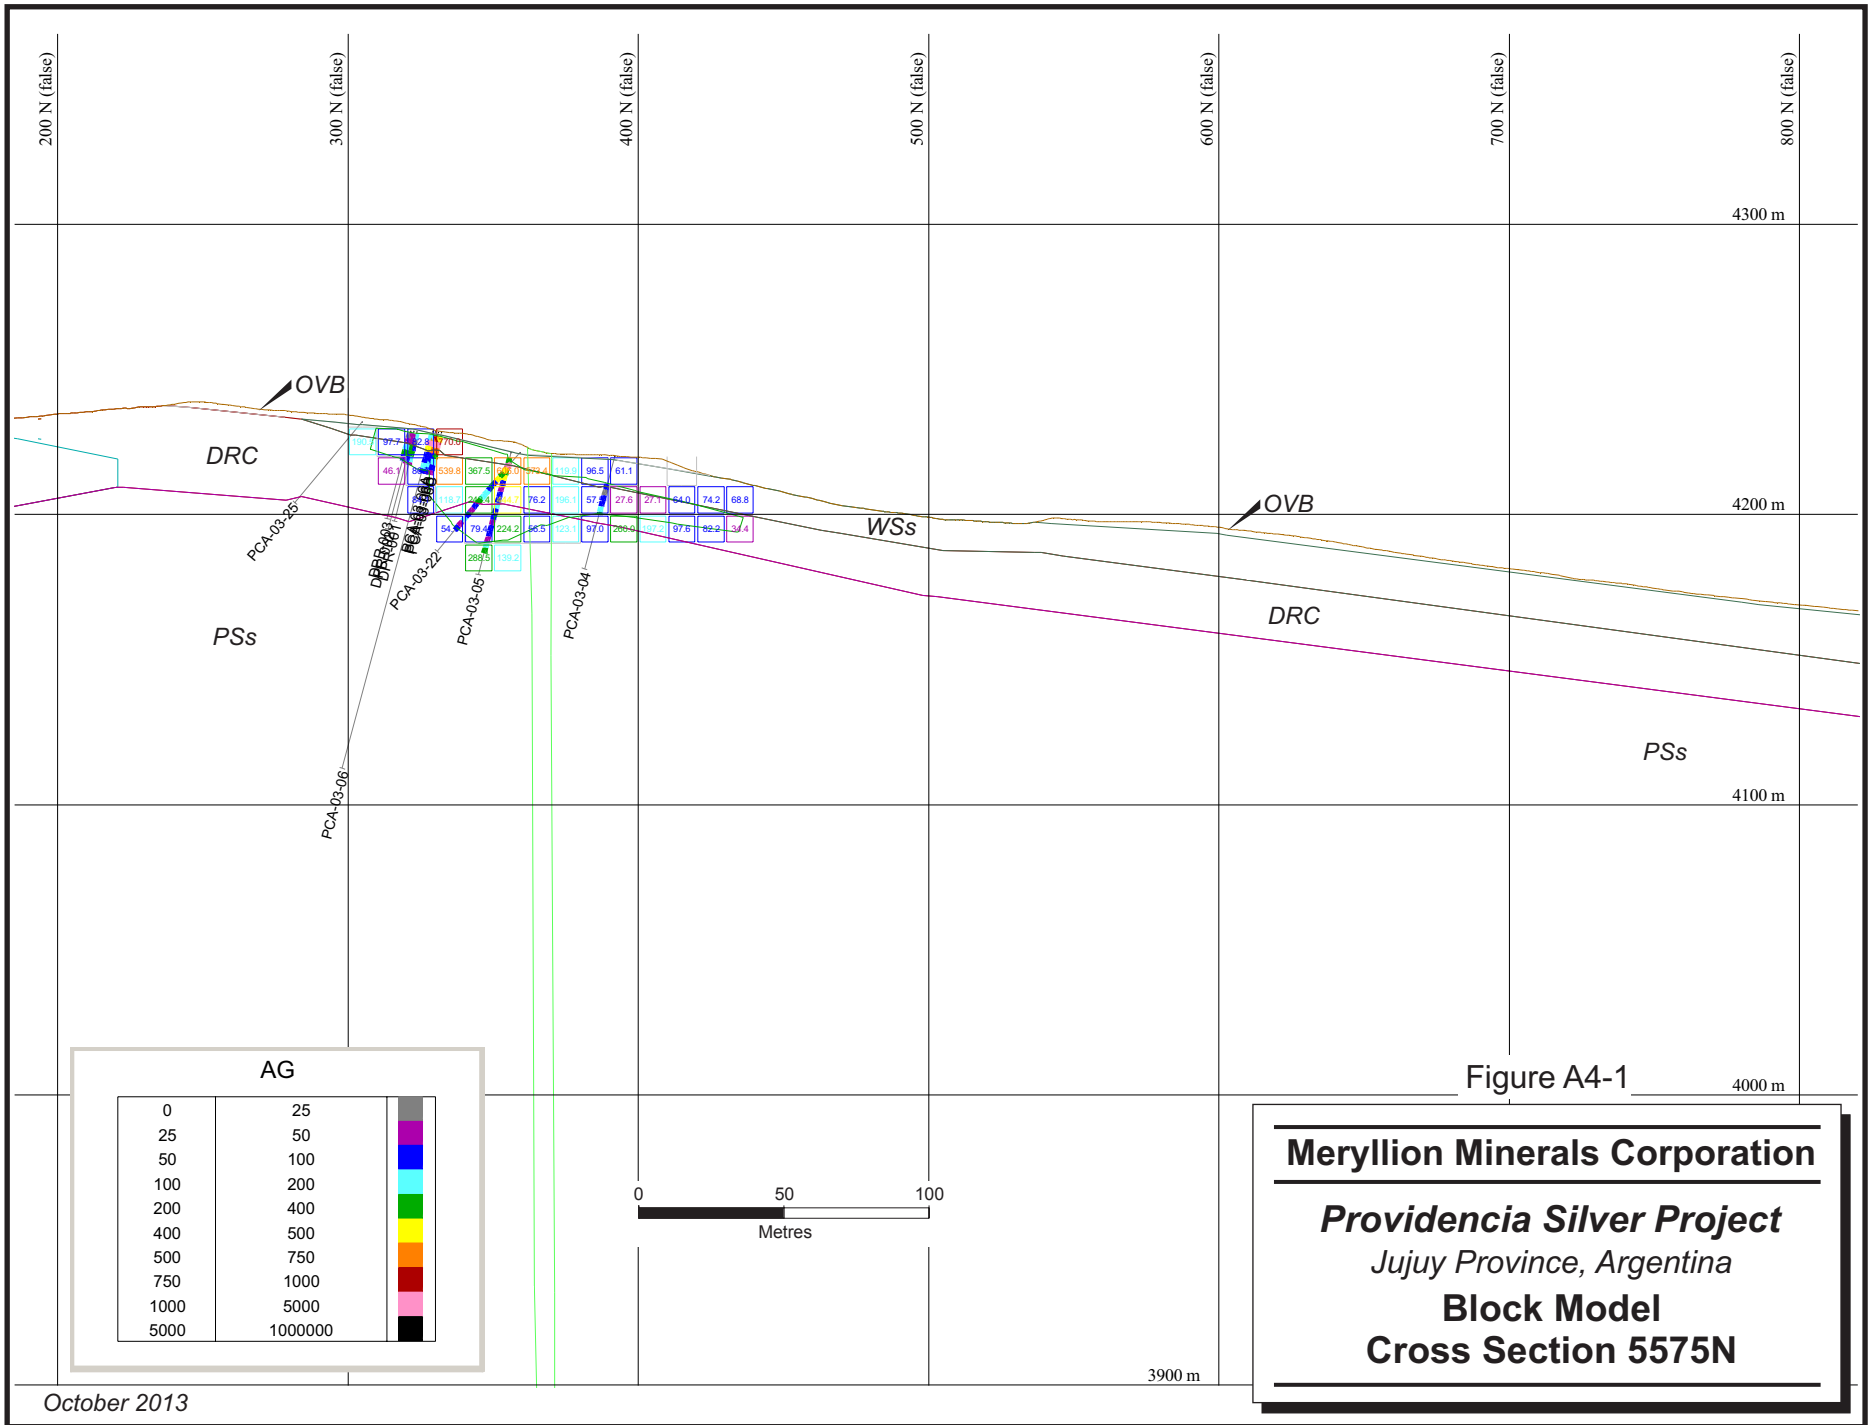 200 N (false)
300 N (false)
400 N (false)
500 N (false)
600 N (false)
700 N (false)
800 N (false)
4300 m
OVB
DRC
97.7
770.0
46.1
539.8
367.5
96.5
61.1
76.2
196.1
27.6
27.1
64.0
74.2
68.8
79.4
224.2
56.5
97.0
97.6
82.2
34.4
288.5
139.2
4200 m
OVB
WSs
PCA-03-25
PCA-03-22
PCA-03-05
PCA-03-04
PCA-03-06
DRC
PSs
PSs
4100 m
4000 m
3900 m
AG
0 25
25 50
50 100
100 200
200 400
400 500
500 750
750 1000
1000 5000
5000 1000000
0 50 100
Metres
Figure A4-1
Meryllion Minerals Corporation
Providencia Silver Project
Jujuy Province, Argentina
Block Model
Cross Section 5575N
October 2013